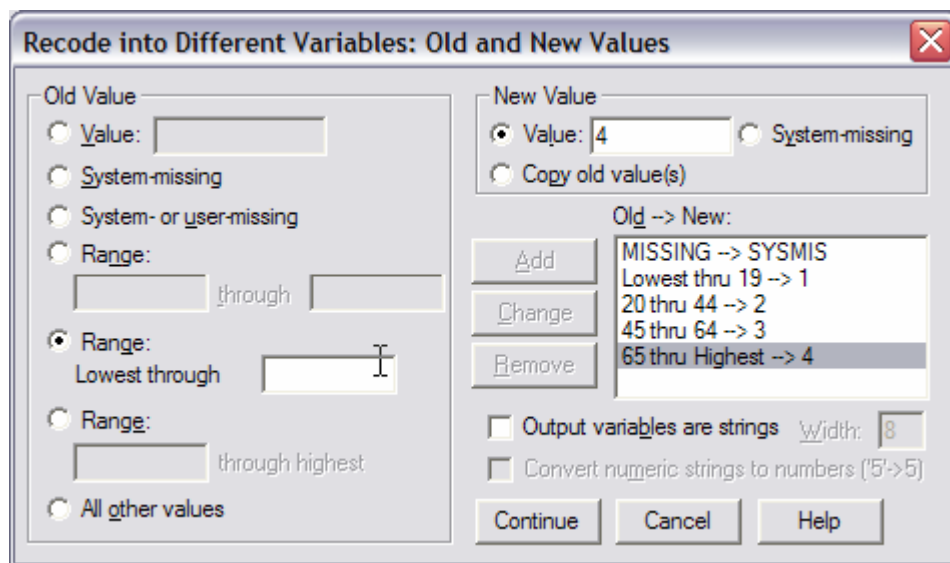 Recode into Different Variables: Old and New Values
Old Value
Value:
System-missing
System- or user-missing
Range:
through
Range:
Lowest through
Range:
through highest
All other values
New Value
Value: 4 System-missing
Copy old value(s)
Old --> New:
Add
Change
Remove
MISSING --> SYSMIS
Lowest thru 19 --> 1
20 thru 44 --> 2
45 thru 64 --> 3
65 thru Highest --> 4
Output variables are strings Width: 8
Convert numeric strings to numbers ('5'->5)
Continue Cancel Help